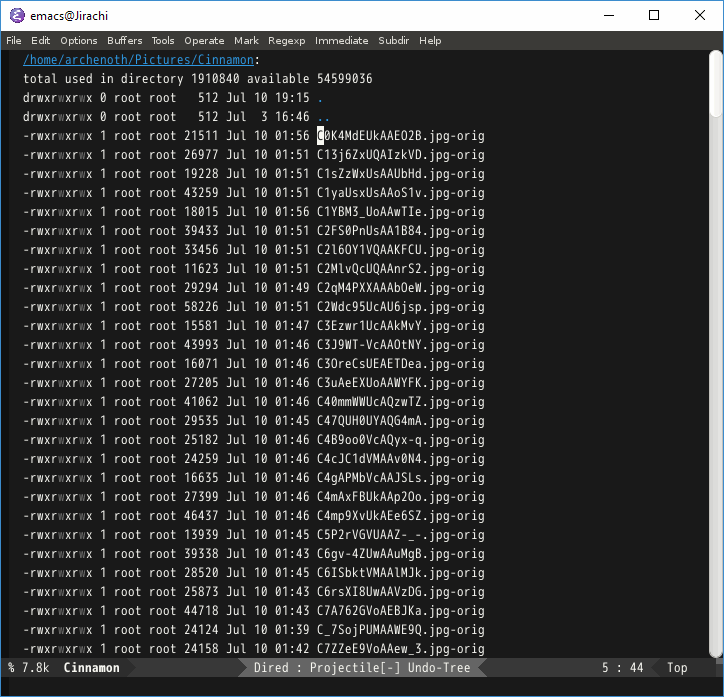 emacs@Jirachi
File Edit Options Buffers Tools Operate Mark Regexp Immediate Subdir Help
/home/archenoth/Pictures/Cinnamon:
total used in directory 1910840 available 54599036
drwxrwxrwx 0 root root 512 Jul 10 19:15 .
drwxrwxrwx 0 root root 512 Jul 3 16:46 ..
-rwxrwxrwx 1 root root 21511 Jul 10 01:56 C0K4MdEUkAAEO2B.jpg-orig
-rwxrwxrwx 1 root root 26977 Jul 10 01:51 C13j6ZxUQAIzkVD.jpg-orig
-rwxrwxrwx 1 root root 19228 Jul 10 01:51 C1sZzWxUsAAUbHd.jpg-orig
-rwxrwxrwx 1 root root 43259 Jul 10 01:51 C1yaUsxUsAAoS1v.jpg-orig
-rwxrwxrwx 1 root root 18015 Jul 10 01:56 C1YBM3_UoAAwTIe.jpg-orig
-rwxrwxrwx 1 root root 39433 Jul 10 01:51 C2FS0PnUsAA1B84.jpg-orig
-rwxrwxrwx 1 root root 33456 Jul 10 01:51 C2l6OY1VQAAKFCU.jpg-orig
-rwxrwxrwx 1 root root 11623 Jul 10 01:51 C2MlvQcUQAAnrS2.jpg-orig
-rwxrwxrwx 1 root root 29294 Jul 10 01:49 C2qM4PXXAAAbOeW.jpg-orig
-rwxrwxrwx 1 root root 58226 Jul 10 01:51 C2Wdc95UcAU6jsp.jpg-orig
-rwxrwxrwx 1 root root 15581 Jul 10 01:47 C3Ezwr1UcAAkMvY.jpg-orig
-rwxrwxrwx 1 root root 43993 Jul 10 01:46 C3J9WT-VcAAOtNY.jpg-orig
-rwxrwxrwx 1 root root 16071 Jul 10 01:46 C3OreCsUEAETDea.jpg-orig
-rwxrwxrwx 1 root root 27205 Jul 10 01:46 C3uAeEXUoAAWYFK.jpg-orig
-rwxrwxrwx 1 root root 41062 Jul 10 01:46 C40mmWWUcAQzwTZ.jpg-orig
-rwxrwxrwx 1 root root 29535 Jul 10 01:45 C47QUH0UYAQG4mA.jpg-orig
-rwxrwxrwx 1 root root 25182 Jul 10 01:46 C4B9oo0VcAQyx-q.jpg-orig
-rwxrwxrwx 1 root root 24259 Jul 10 01:46 C4cJC1dVMAAv0N4.jpg-orig
-rwxrwxrwx 1 root root 16635 Jul 10 01:46 C4gAPMbVcAAJSLs.jpg-orig
-rwxrwxrwx 1 root root 27399 Jul 10 01:46 C4mAxFBUkAAp2Oo.jpg-orig
-rwxrwxrwx 1 root root 46437 Jul 10 01:46 C4mp9XvUkAEe6SZ.jpg-orig
-rwxrwxrwx 1 root root 13939 Jul 10 01:45 C5P2rVGVUAAZ-_-.jpg-orig
-rwxrwxrwx 1 root root 39338 Jul 10 01:43 C6gv-4ZUwAAuMgB.jpg-orig
-rwxrwxrwx 1 root root 28520 Jul 10 01:45 C6ISbktVMAAlMJk.jpg-orig
-rwxrwxrwx 1 root root 25873 Jul 10 01:43 C6rsXI8UwAAVzDG.jpg-orig
-rwxrwxrwx 1 root root 44718 Jul 10 01:43 C7A762GVoAEBJKa.jpg-orig
-rwxrwxrwx 1 root root 24124 Jul 10 01:39 C_7SojPUMAAWE9Q.jpg-orig
-rwxrwxrwx 1 root root 24158 Jul 10 01:42 C7ZZeE9VoAAew_3.jpg-orig
% 7.8k Cinnamon Dired : Projectile[-] Undo-Tree 5 : 44 Top